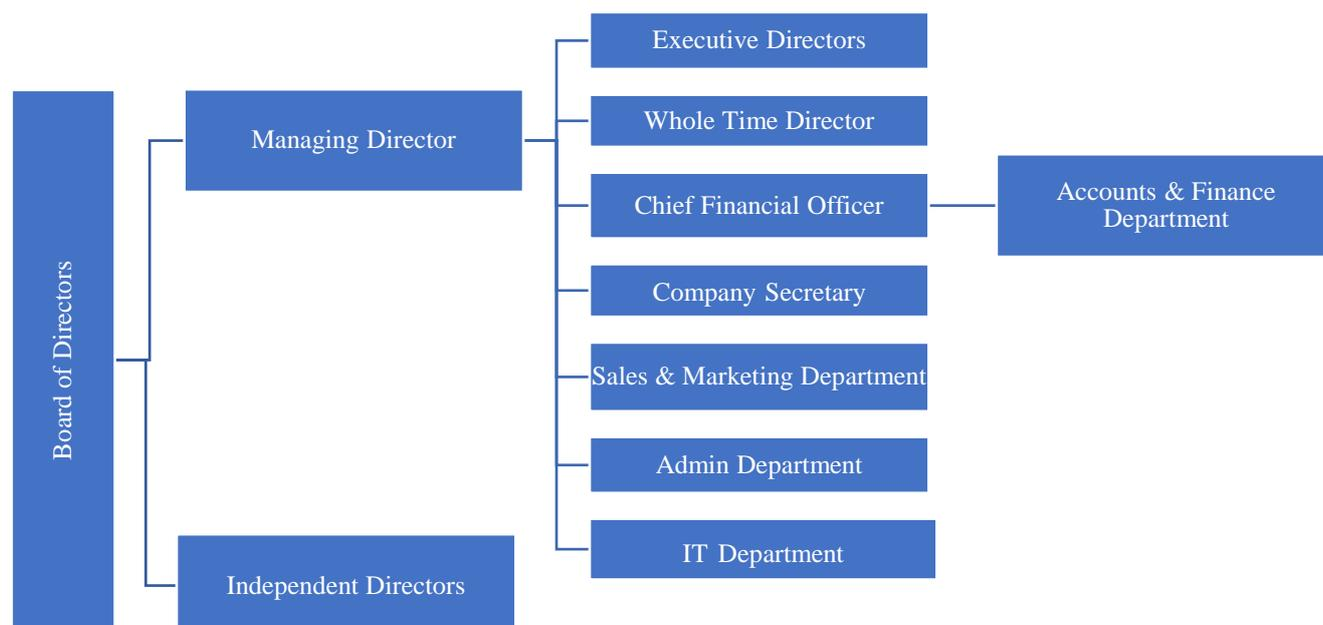 Board of Directors
Managing Director
Independent Directors
Executive Directors
Whole Time Director
Chief Financial Officer
Company Secretary
Sales & Marketing Department
Admin Department
IT Department
Accounts & Finance
Department